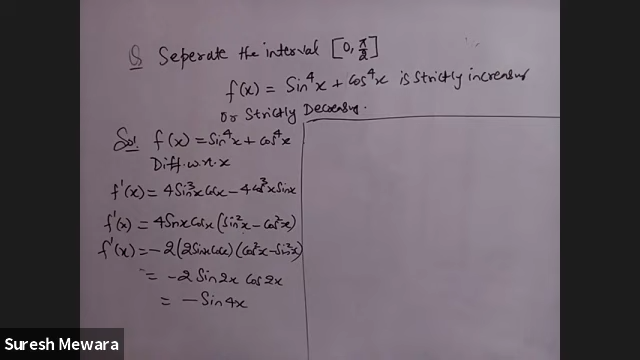 Q Seperate the interval [0, π/2]
f(x) = Sin⁴x + Cos⁴x is Strictly increasing
or Strictly Decreasing.
Sol. f(x) = Sin⁴x + Cos⁴x
Diff. w.r.x
f'(x) = 4Sin³x Cosx − 4Cos³x Sinx
f'(x) = 4Sinx Cosx (Sin²x − Cos²x)
f'(x) = −2(2Sinx Cosx)(Cos²x − Sin²x)
= −2 Sin2x Cos2x
= − Sin4x
Suresh Mewara